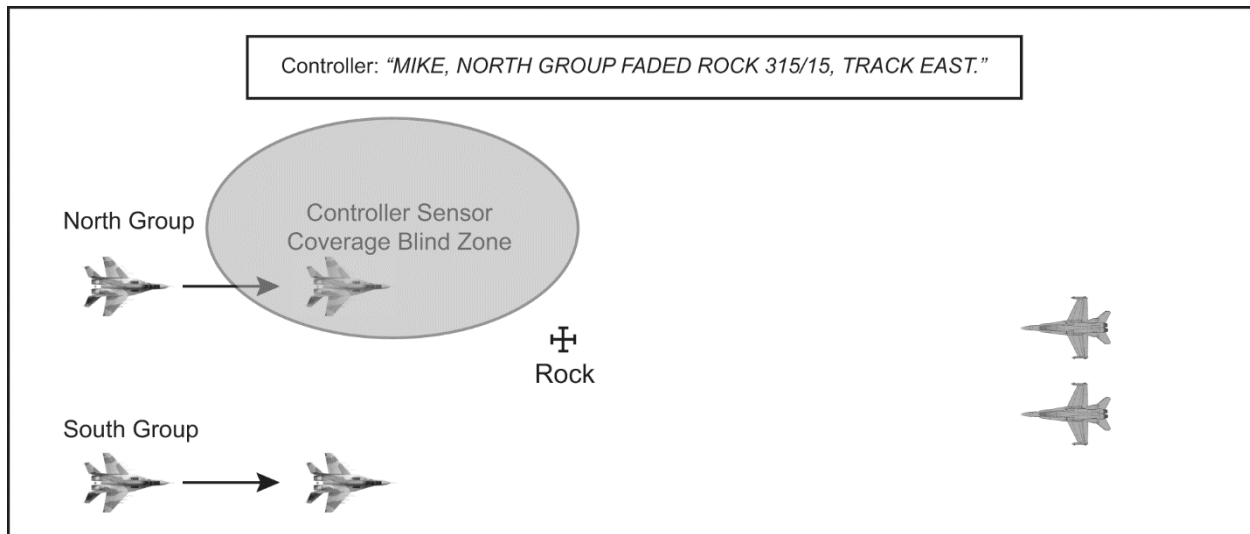 Controller: “MIKE, NORTH GROUP FADED ROCK 315/15, TRACK EAST.”
North Group
Controller Sensor
Coverage Blind Zone
Rock
South Group